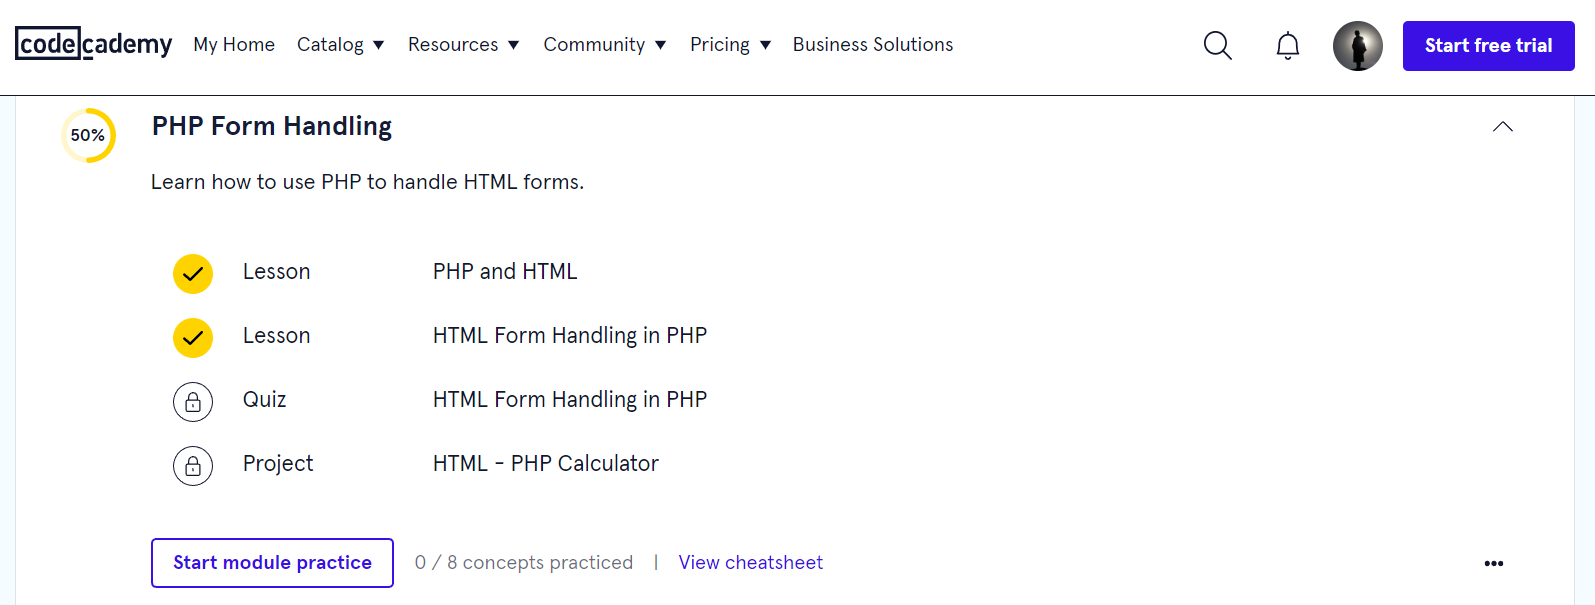 codecademy My Home Catalog ▼ Resources ▼ Community ▼ Pricing ▼ Business Solutions Start free trial
50% PHP Form Handling
Learn how to use PHP to handle HTML forms.
Lesson PHP and HTML
Lesson HTML Form Handling in PHP
Quiz HTML Form Handling in PHP
Project HTML - PHP Calculator
Start module practice 0 / 8 concepts practiced | View cheatsheet